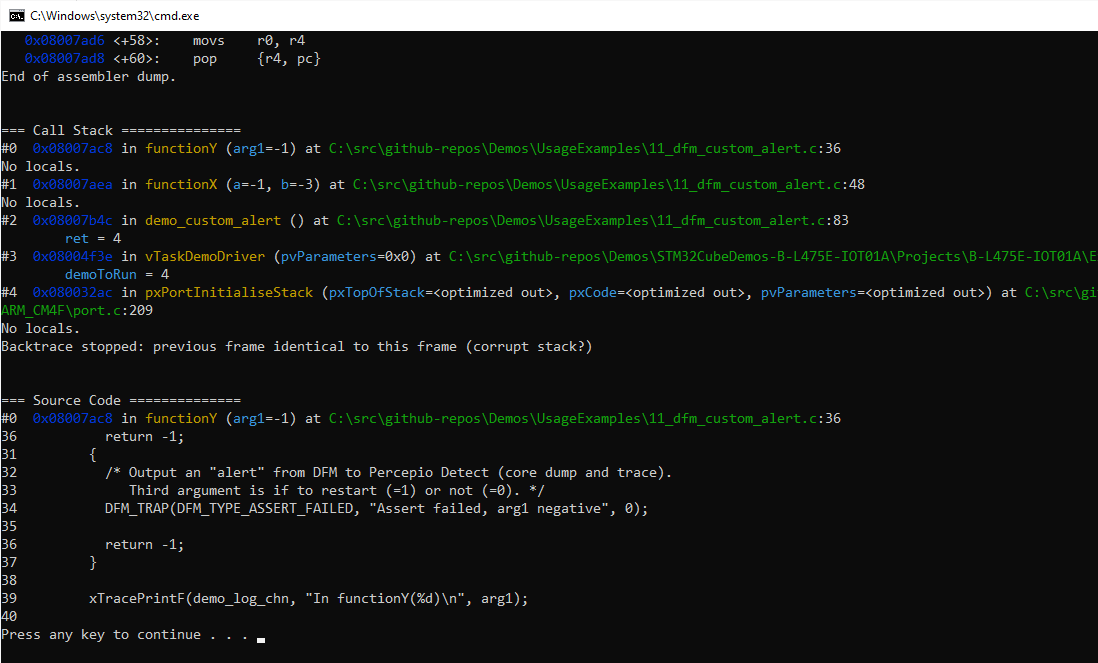 C:\Windows\system32\cmd.exe
0x08007ad6 <+58>: movs r0, r4
0x08007ad8 <+60>: pop {r4, pc}
End of assembler dump.
=== Call Stack ===============
#0 0x08007ac8 in functionY (arg1=-1) at C:\src\github-repos\Demos\UsageExamples\11_dfm_custom_alert.c:36
No locals.
#1 0x08007aea in functionX (a=-1, b=-3) at C:\src\github-repos\Demos\UsageExamples\11_dfm_custom_alert.c:48
No locals.
#2 0x08007b4c in demo_custom_alert () at C:\src\github-repos\Demos\UsageExamples\11_dfm_custom_alert.c:83
ret = 4
#3 0x08004f3e in vTaskDemoDriver (pvParameters=0x0) at C:\src\github-repos\Demos\STM32CubeDemos-B-L475E-IOT01A\Projects\B-L475E-IOT01A\E
demoToRun = 4
#4 0x080032ac in pxPortInitialiseStack (pxTopOfStack=<optimized out>, pxCode=<optimized out>, pvParameters=<optimized out>) at C:\src\gi
ARM_CM4F\port.c:209
No locals.
Backtrace stopped: previous frame identical to this frame (corrupt stack?)
=== Source Code ==============
#0 0x08007ac8 in functionY (arg1=-1) at C:\src\github-repos\Demos\UsageExamples\11_dfm_custom_alert.c:36
36 return -1;
31 {
32 /* Output an "alert" from DFM to Percepio Detect (core dump and trace).
33 Third argument is if to restart (=1) or not (=0). */
34 DFM_TRAP(DFM_TYPE_ASSERT_FAILED, "Assert failed, arg1 negative", 0);
35
36 return -1;
37 }
38
39 xTracePrintF(demo_log_chn, "In functionY(%d)\n", arg1);
40
Press any key to continue . . .